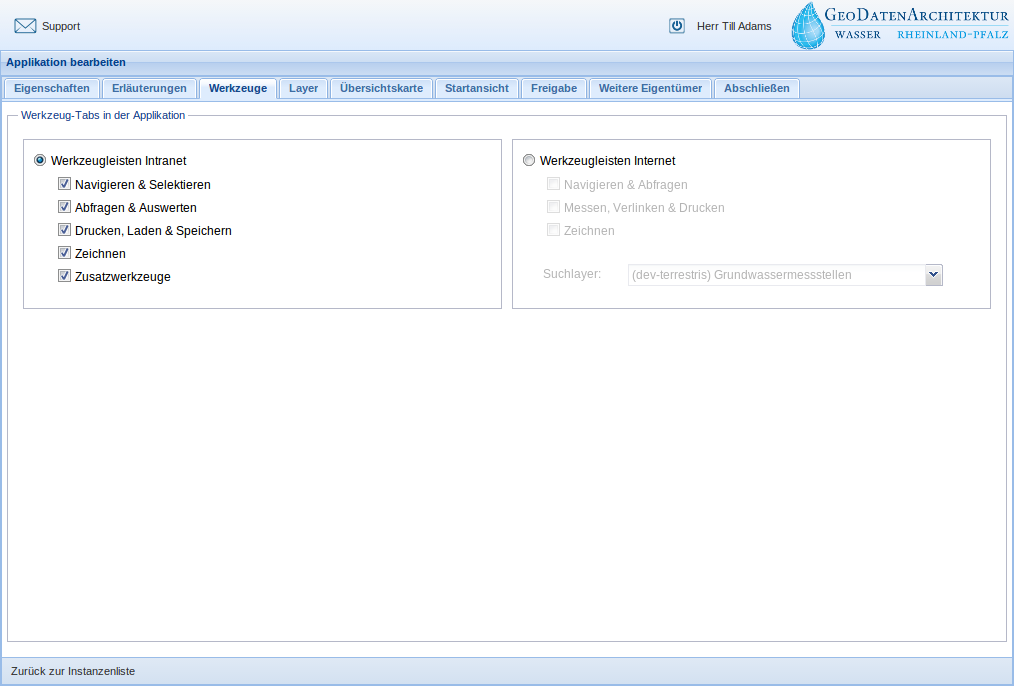 Support
Herr Till Adams
GeoDatenArchitektur
WASSER RHEINLAND-PFALZ
Applikation bearbeiten
Eigenschaften Erläuterungen Werkzeuge Layer Übersichtskarte Startansicht Freigabe Weitere Eigentümer Abschließen
Werkzeug-Tabs in der Applikation
Werkzeugleisten Intranet
Navigieren & Selektieren
Abfragen & Auswerten
Drucken, Laden & Speichern
Zeichnen
Zusatzwerkzeuge
Werkzeugleisten Internet
Navigieren & Abfragen
Messen, Verlinken & Drucken
Zeichnen
Suchlayer: (dev-terrestris) Grundwassermessstellen
Zurück zur Instanzenliste